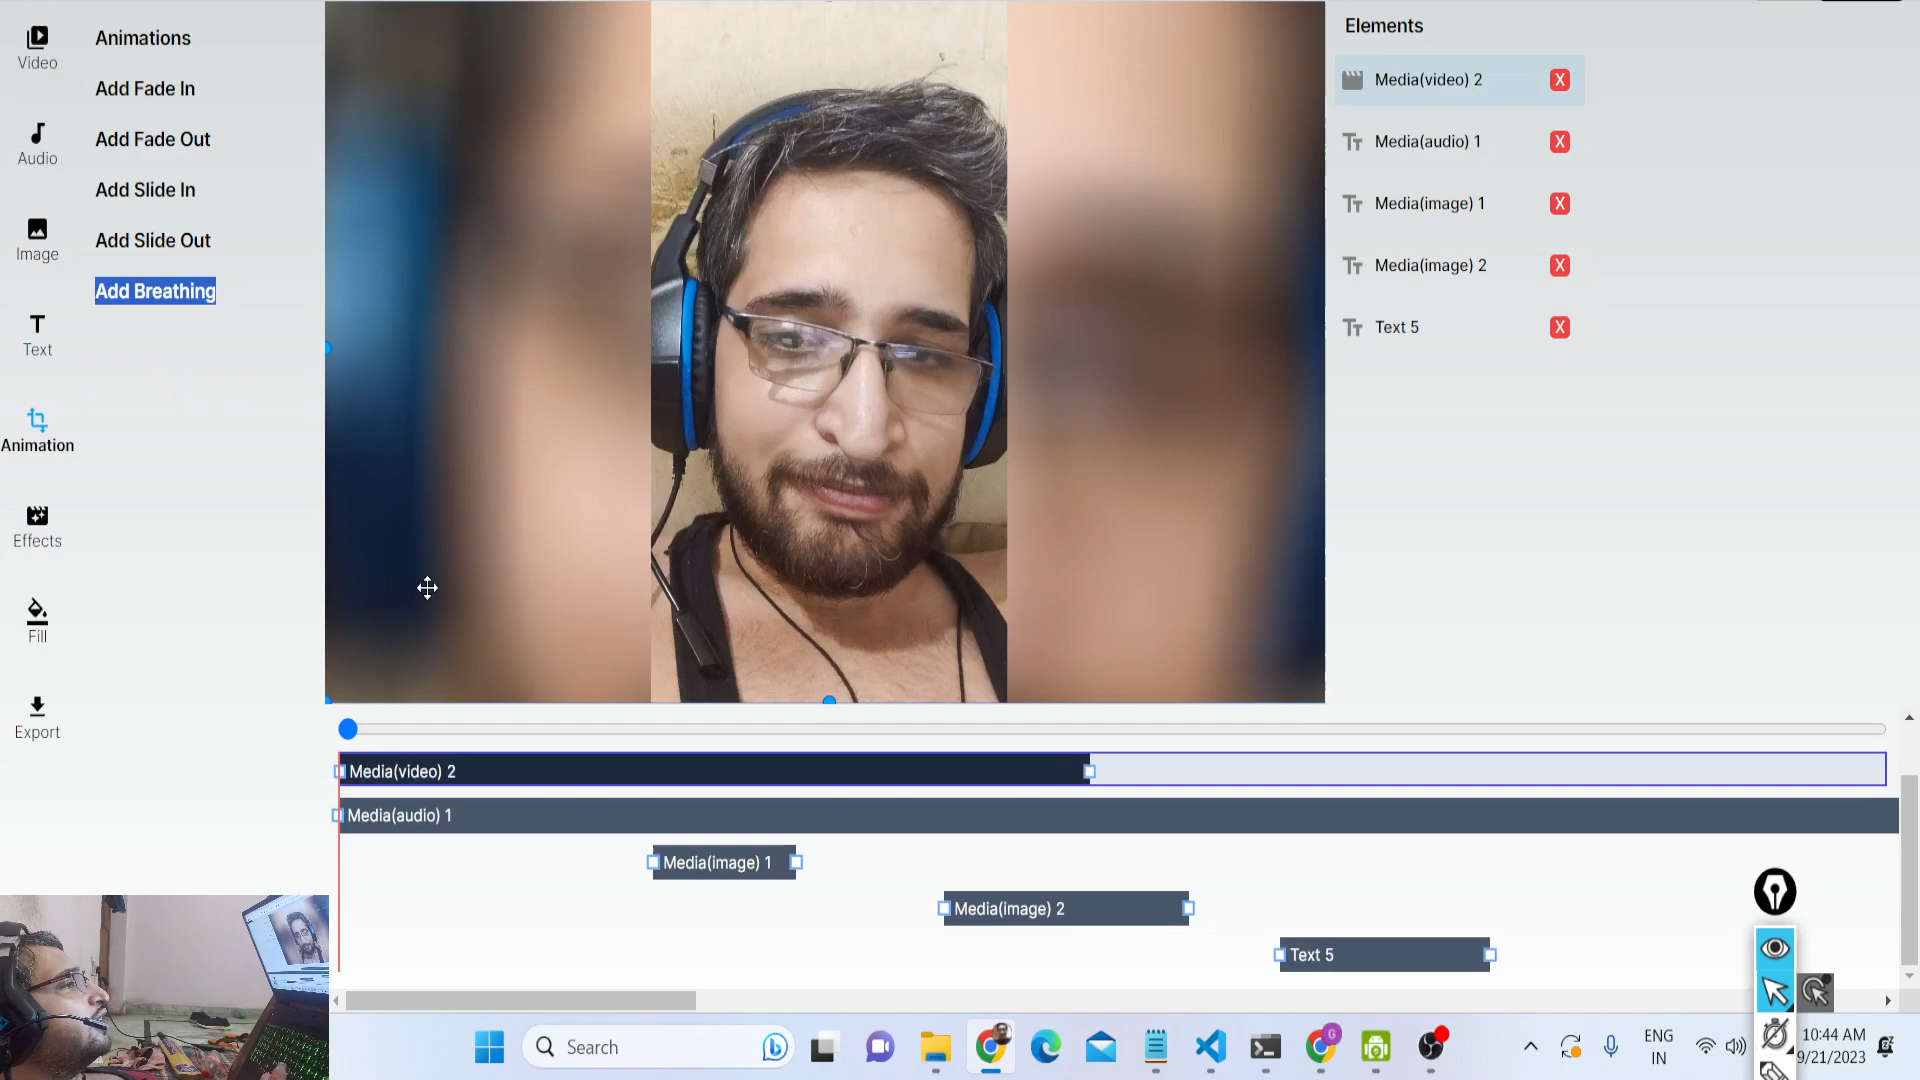 Video
Audio
Image
Text
Animation
Effects
Fill
Export
Animations
Add Fade In
Add Fade Out
Add Slide In
Add Slide Out
Add Breathing
Elements
Media(video) 2
X
Media(audio) 1
X
Media(image) 1
X
Media(image) 2
X
Text 5
X
Media(video) 2
Media(audio) 1
Media(image) 1
Media(image) 2
Text 5
Search
ENG
IN
10:44 AM
9/21/2023